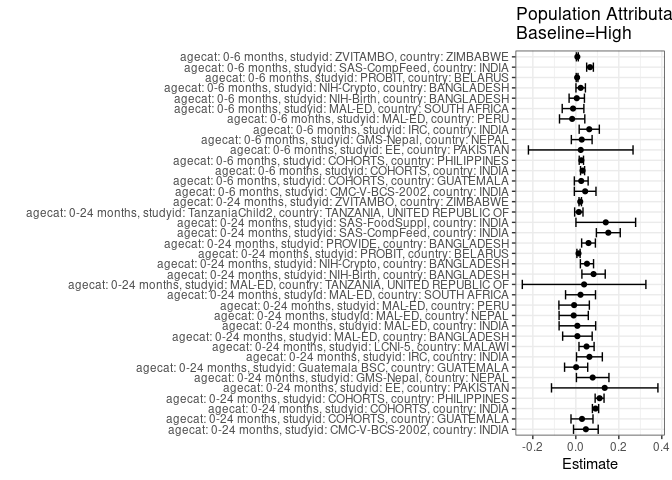 Population Attributa
Baseline=High
agecat: 0-6 months, studyid: ZVITAMBO, country: ZIMBABWE
agecat: 0-6 months, studyid: SAS-CompFeed, country: INDIA
agecat: 0-6 months, studyid: PROBIT, country: BELARUS
agecat: 0-6 months, studyid: NIH-Crypto, country: BANGLADESH
agecat: 0-6 months, studyid: NIH-Birth, country: BANGLADESH
agecat: 0-6 months, studyid: MAL-ED, country: SOUTH AFRICA
agecat: 0-6 months, studyid: MAL-ED, country: PERU
agecat: 0-6 months, studyid: IRC, country: INDIA
agecat: 0-6 months, studyid: GMS-Nepal, country: NEPAL
agecat: 0-6 months, studyid: EE, country: PAKISTAN
agecat: 0-6 months, studyid: COHORTS, country: PHILIPPINES
agecat: 0-6 months, studyid: COHORTS, country: INDIA
agecat: 0-6 months, studyid: COHORTS, country: GUATEMALA
agecat: 0-6 months, studyid: CMC-V-BCS-2002, country: INDIA
agecat: 0-24 months, studyid: ZVITAMBO, country: ZIMBABWE
agecat: 0-24 months, studyid: TanzaniaChild2, country: TANZANIA, UNITED REPUBLIC OF
agecat: 0-24 months, studyid: SAS-FoodSuppl, country: INDIA
agecat: 0-24 months, studyid: SAS-CompFeed, country: INDIA
agecat: 0-24 months, studyid: PROVIDE, country: BANGLADESH
agecat: 0-24 months, studyid: PROBIT, country: BELARUS
agecat: 0-24 months, studyid: NIH-Crypto, country: BANGLADESH
agecat: 0-24 months, studyid: NIH-Birth, country: BANGLADESH
agecat: 0-24 months, studyid: MAL-ED, country: TANZANIA, UNITED REPUBLIC OF
agecat: 0-24 months, studyid: MAL-ED, country: SOUTH AFRICA
agecat: 0-24 months, studyid: MAL-ED, country: PERU
agecat: 0-24 months, studyid: MAL-ED, country: NEPAL
agecat: 0-24 months, studyid: MAL-ED, country: INDIA
agecat: 0-24 months, studyid: MAL-ED, country: BANGLADESH
agecat: 0-24 months, studyid: LCNI-5, country: MALAWI
agecat: 0-24 months, studyid: IRC, country: INDIA
agecat: 0-24 months, studyid: Guatemala BSC, country: GUATEMALA
agecat: 0-24 months, studyid: GMS-Nepal, country: NEPAL
agecat: 0-24 months, studyid: EE, country: PAKISTAN
agecat: 0-24 months, studyid: COHORTS, country: PHILIPPINES
agecat: 0-24 months, studyid: COHORTS, country: INDIA
agecat: 0-24 months, studyid: COHORTS, country: GUATEMALA
agecat: 0-24 months, studyid: CMC-V-BCS-2002, country: INDIA
-0.2 0.0 0.2 0.4
Estimate